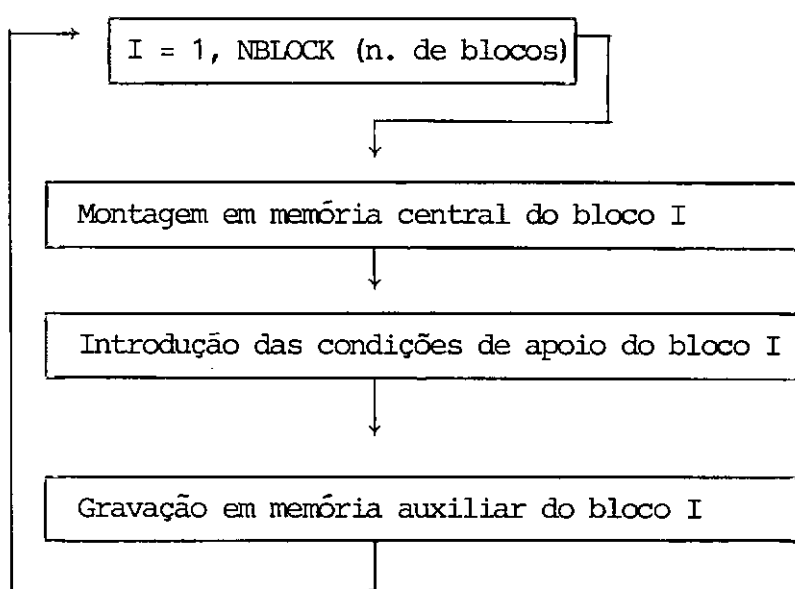 I = 1, NBLOCK (n. de blocos)
Montagem em memória central do bloco I
Introdução das condições de apoio do bloco I
Gravação em memória auxiliar do bloco I